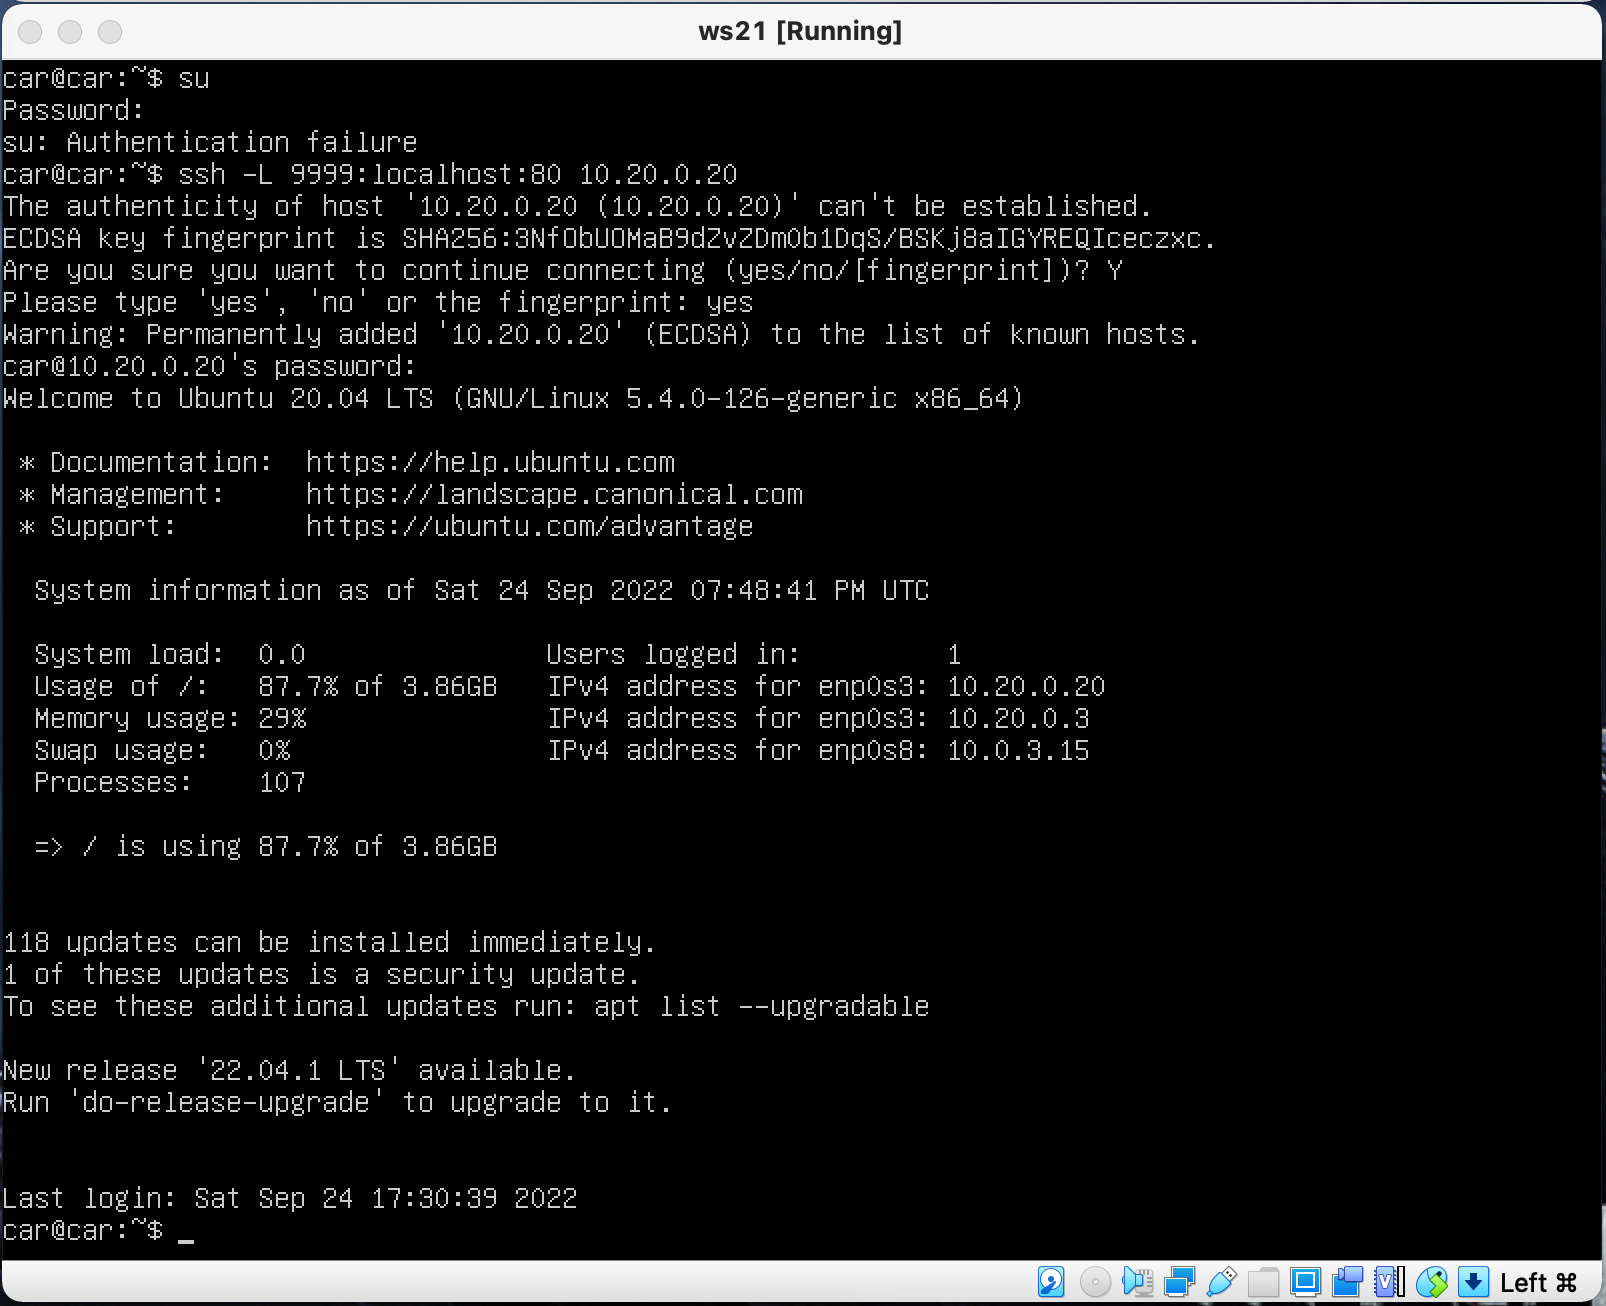 ws21 [Running]
car@car:~$ su
Password:
su: Authentication failure
car@car:~$ ssh -L 9999:localhost:80 10.20.0.20
The authenticity of host '10.20.0.20 (10.20.0.20)' can't be established.
ECDSA key fingerprint is SHA256:3NfObUOMaB9dZvZDmOb1DqS/BSKj8aIGYREQIceczxc.
Are you sure you want to continue connecting (yes/no/[fingerprint])? Y
Please type 'yes', 'no' or the fingerprint: yes
Warning: Permanently added '10.20.0.20' (ECDSA) to the list of known hosts.
car@10.20.0.20's password:
Welcome to Ubuntu 20.04 LTS (GNU/Linux 5.4.0-126-generic x86_64)
* Documentation:  https://help.ubuntu.com
* Management:     https://landscape.canonical.com
* Support:        https://ubuntu.com/advantage
System information as of Sat 24 Sep 2022 07:48:41 PM UTC
System load:  0.0               Users logged in:         1
Usage of /:   87.7% of 3.86GB   IPv4 address for enp0s3: 10.20.0.20
Memory usage: 29%               IPv4 address for enp0s3: 10.20.0.3
Swap usage:   0%                IPv4 address for enp0s8: 10.0.3.15
Processes:    107
=> / is using 87.7% of 3.86GB
118 updates can be installed immediately.
1 of these updates is a security update.
To see these additional updates run: apt list --upgradable
New release '22.04.1 LTS' available.
Run 'do-release-upgrade' to upgrade to it.
Last login: Sat Sep 24 17:30:39 2022
car@car:~$ _
Left ⌘